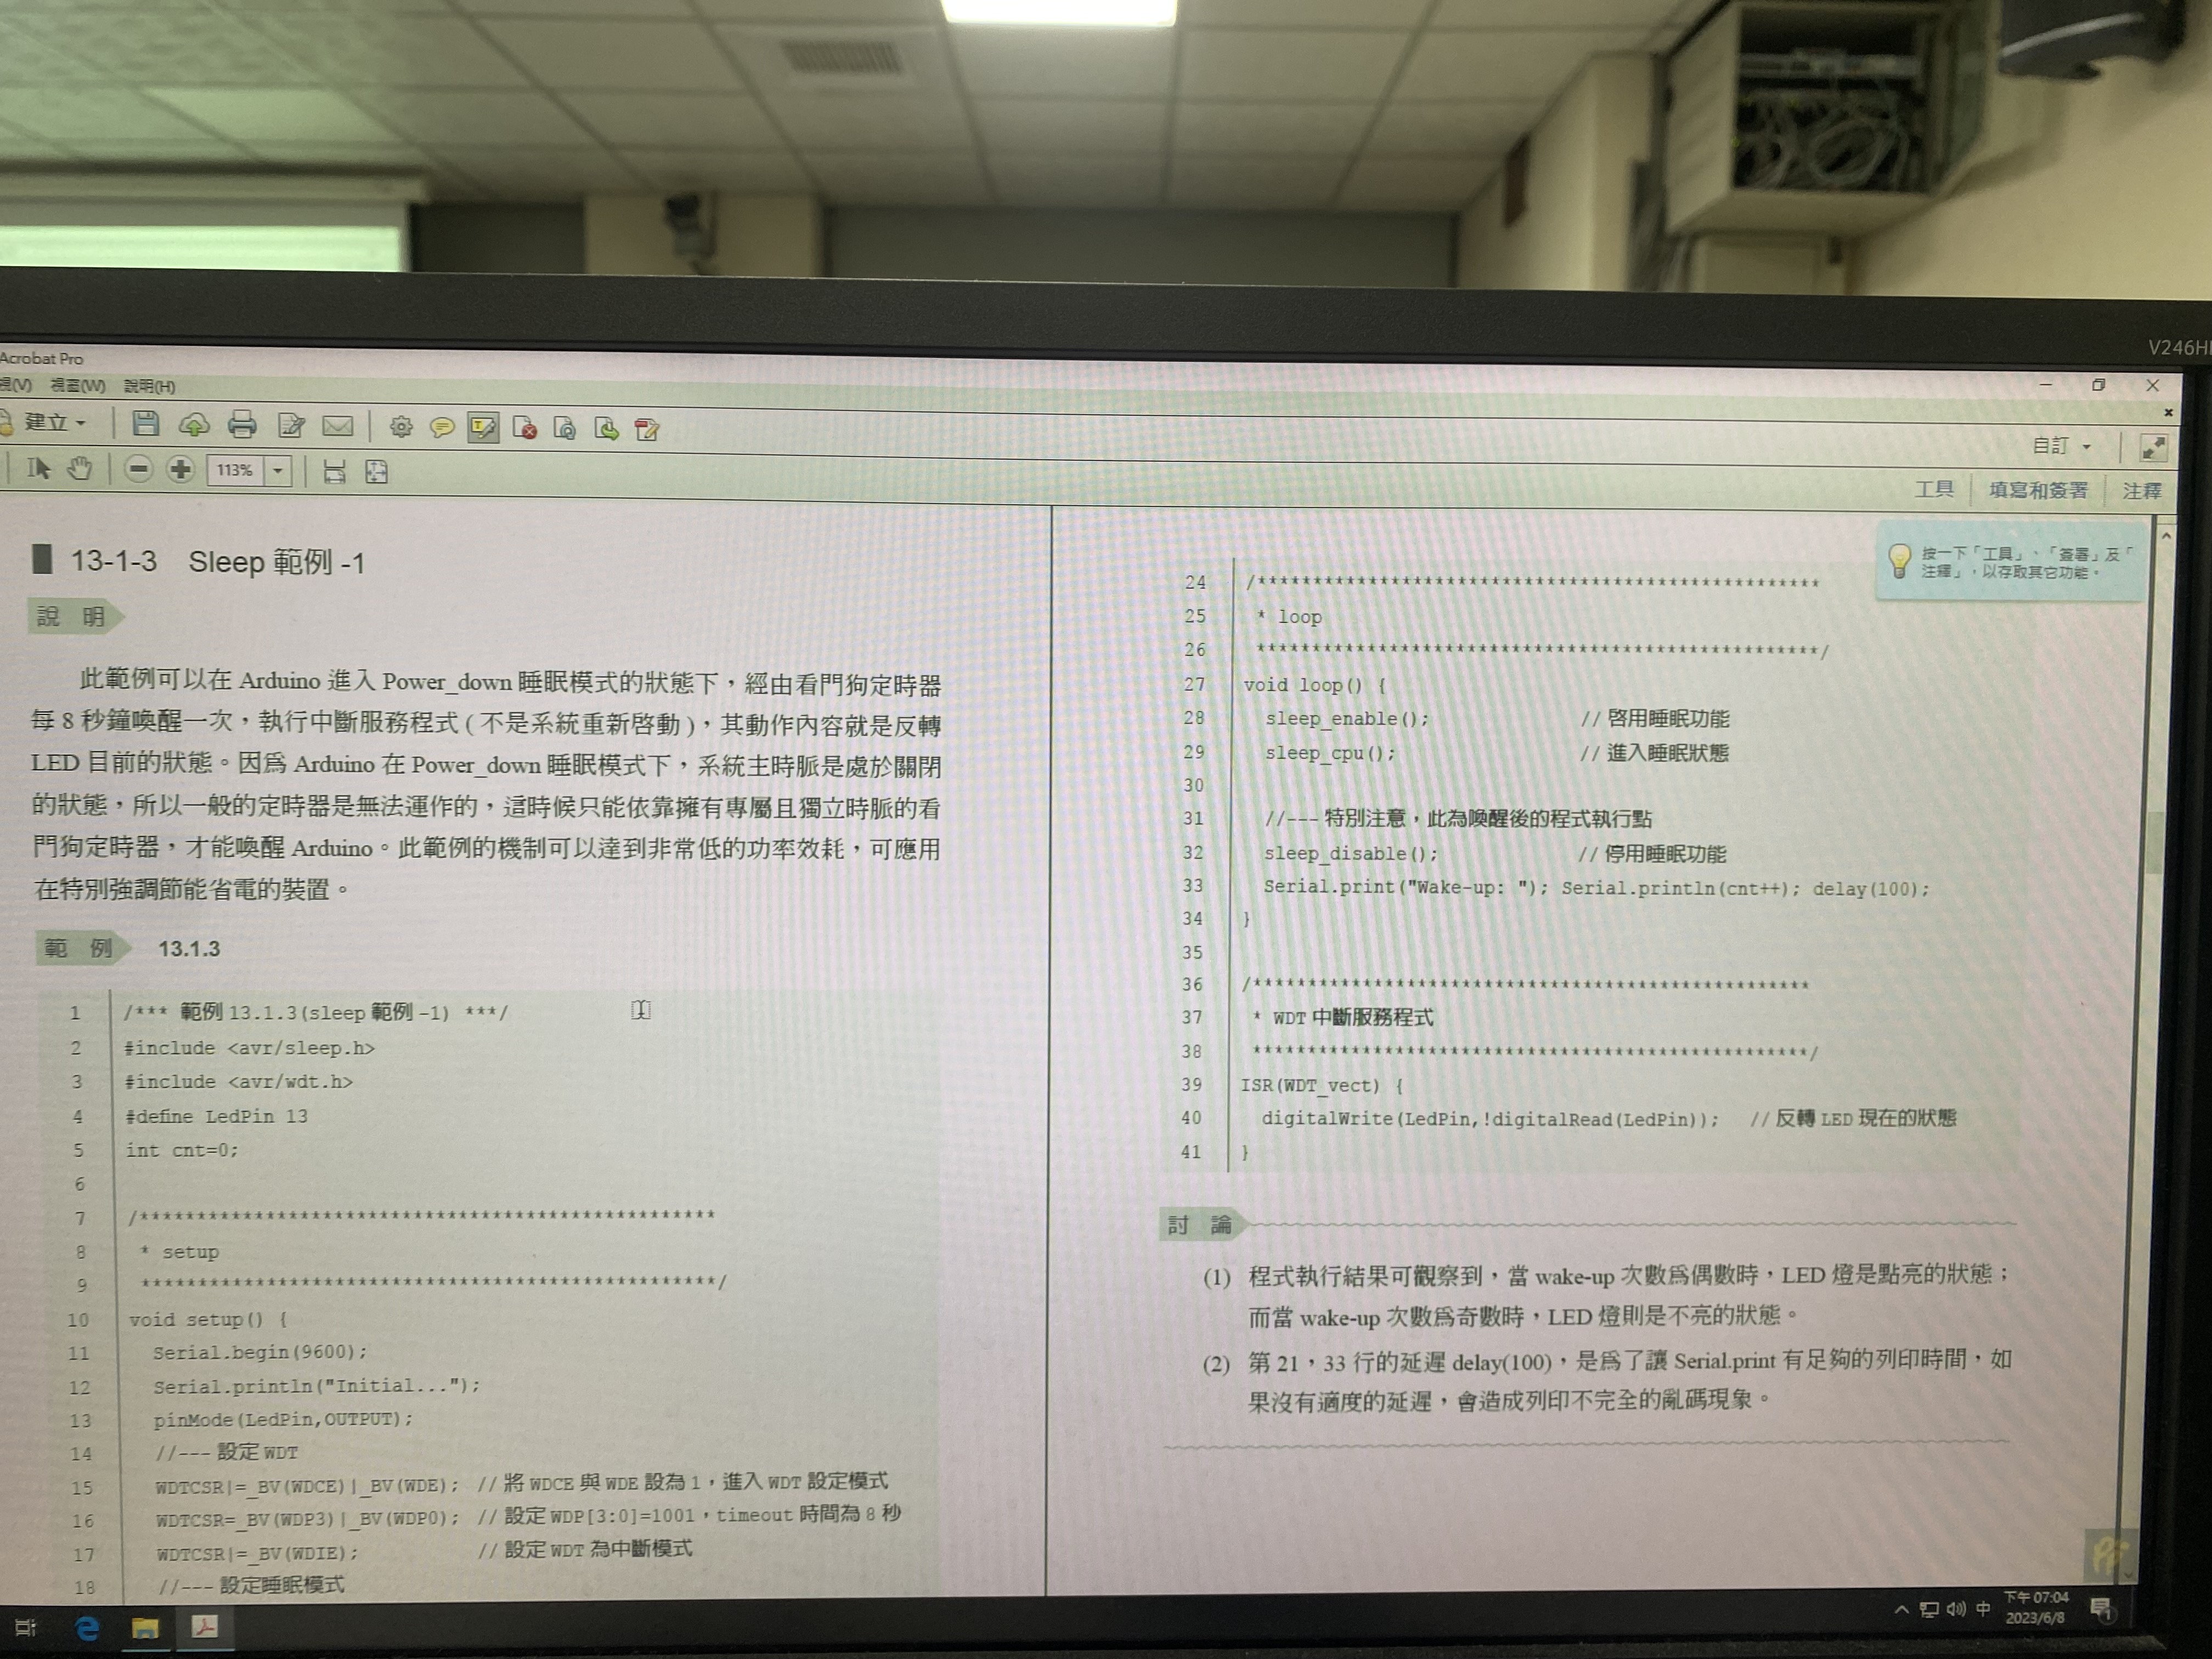 V246H
Acrobat Pro
視(V) 視窗(W) 說明(H)
建立
自訂
113%
工具 填寫和簽署 注釋
按一下「工具」、「簽署」及「
注釋」，以存取其它功能。
13-1-3 Sleep 範例 -1
說 明
此範例可以在 Arduino 進入 Power_down 睡眠模式的狀態下，經由看門狗定時器
每 8 秒鐘喚醒一次，執行中斷服務程式 ( 不是系統重新啓動 )，其動作內容就是反轉
LED 目前的狀態。因爲 Arduino 在 Power_down 睡眠模式下，系統主時脈是處於關閉
的狀態，所以一般的定時器是無法運作的，這時候只能依靠擁有專屬且獨立時脈的看
門狗定時器，才能喚醒 Arduino。此範例的機制可以達到非常低的功率效耗，可應用
在特別強調節能省電的裝置。
範 例 13.1.3
1 /*** 範例 13.1.3(sleep 範例 -1) ***/
2 #include <avr/sleep.h>
3 #include <avr/wdt.h>
4 #define LedPin 13
5 int cnt=0;
6
7 /***************************************************
8 * setup
9 ***************************************************/
10 void setup() {
11 Serial.begin(9600);
12 Serial.println("Initial...");
13 pinMode(LedPin,OUTPUT);
14 //--- 設定 WDT
15 WDTCSR|=_BV(WDCE)|_BV(WDE); // 將 WDCE 與 WDE 設為 1，進入 WDT 設定模式
16 WDTCSR=_BV(WDP3)|_BV(WDP0); // 設定 WDP[3:0]=1001，timeout 時間為 8 秒
17 WDTCSR|=_BV(WDIE); // 設定 WDT 為中斷模式
18 //--- 設定睡眠模式
24 /***************************************************
25 * loop
26 ***************************************************/
27 void loop() {
28 sleep_enable(); // 啓用睡眠功能
29 sleep_cpu(); // 進入睡眠狀態
30
31 //--- 特別注意，此為喚醒後的程式執行點
32 sleep_disable(); // 停用睡眠功能
33 Serial.print("Wake-up: "); Serial.println(cnt++); delay(100);
34 }
35
36 /***************************************************
37 * WDT 中斷服務程式
38 ***************************************************/
39 ISR(WDT_vect) {
40 digitalWrite(LedPin,!digitalRead(LedPin)); // 反轉 LED 現在的狀態
41 }
討 論
(1) 程式執行結果可觀察到，當 wake-up 次數爲偶數時，LED 燈是點亮的狀態；
而當 wake-up 次數爲奇數時，LED 燈則是不亮的狀態。
(2) 第 21，33 行的延遲 delay(100)，是爲了讓 Serial.print 有足夠的列印時間，如
果沒有適度的延遲，會造成列印不完全的亂碼現象。
中 下午 07:04
2023/6/8
1